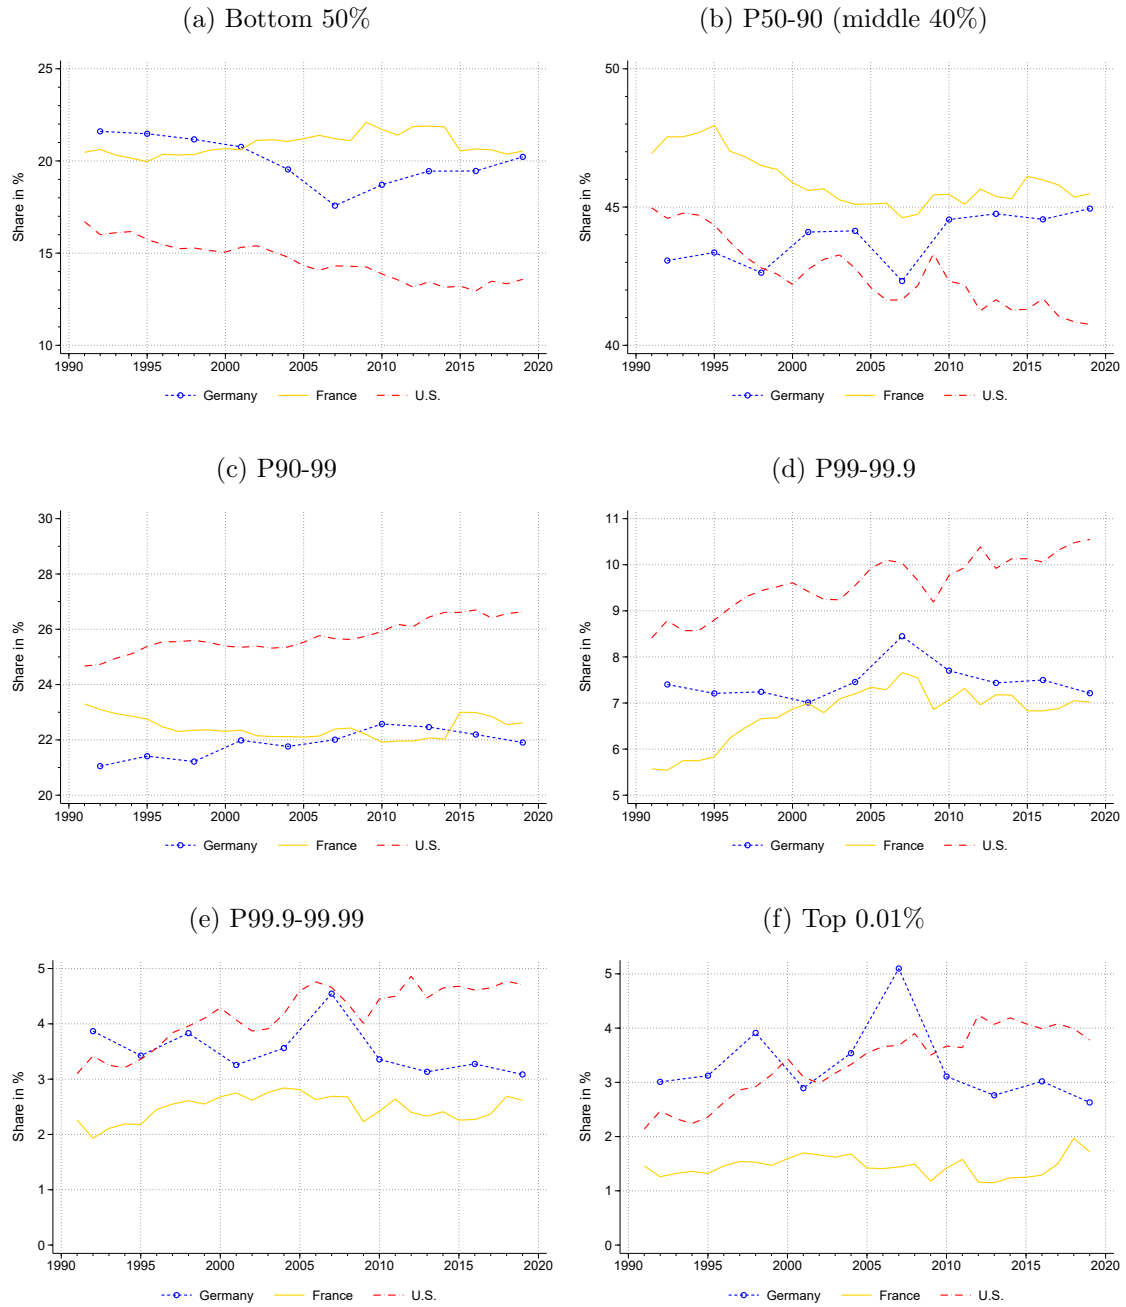 (a) Bottom 50%
Share in %
25
20
15
10
1990 1995 2000 2005 2010 2015 2020
Germany France U.S.
(b) P50-90 (middle 40%)
Share in %
50
45
40
1990 1995 2000 2005 2010 2015 2020
Germany France U.S.
(c) P90-99
Share in %
30
28
26
24
22
20
1990 1995 2000 2005 2010 2015 2020
Germany France U.S.
(d) P99-99.9
Share in %
11
10
9
8
7
6
5
1990 1995 2000 2005 2010 2015 2020
Germany France U.S.
(e) P99.9-99.99
Share in %
5
4
3
2
1
0
1990 1995 2000 2005 2010 2015 2020
Germany France U.S.
(f) Top 0.01%
Share in %
5
4
3
2
1
0
1990 1995 2000 2005 2010 2015 2020
Germany France U.S.